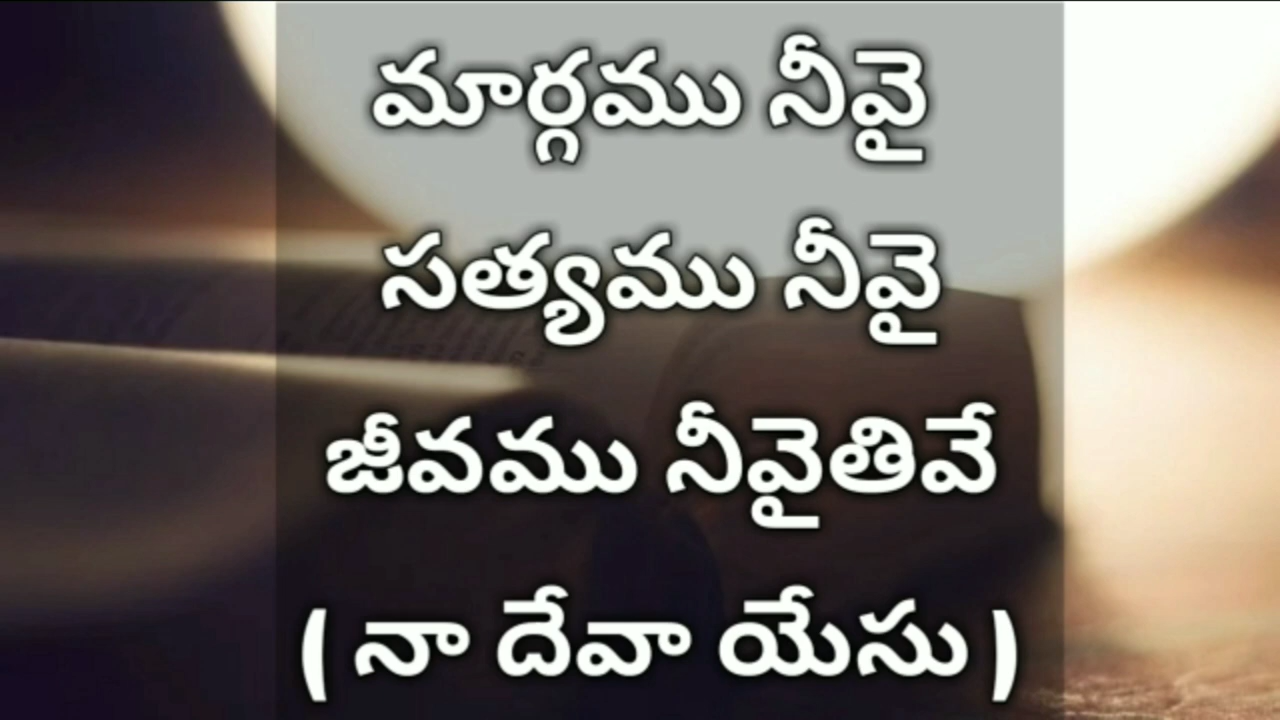 మార్గము నీవై
సత్యము నీవై
జీవము నీవైతివే
( నా దేవా యేసు )